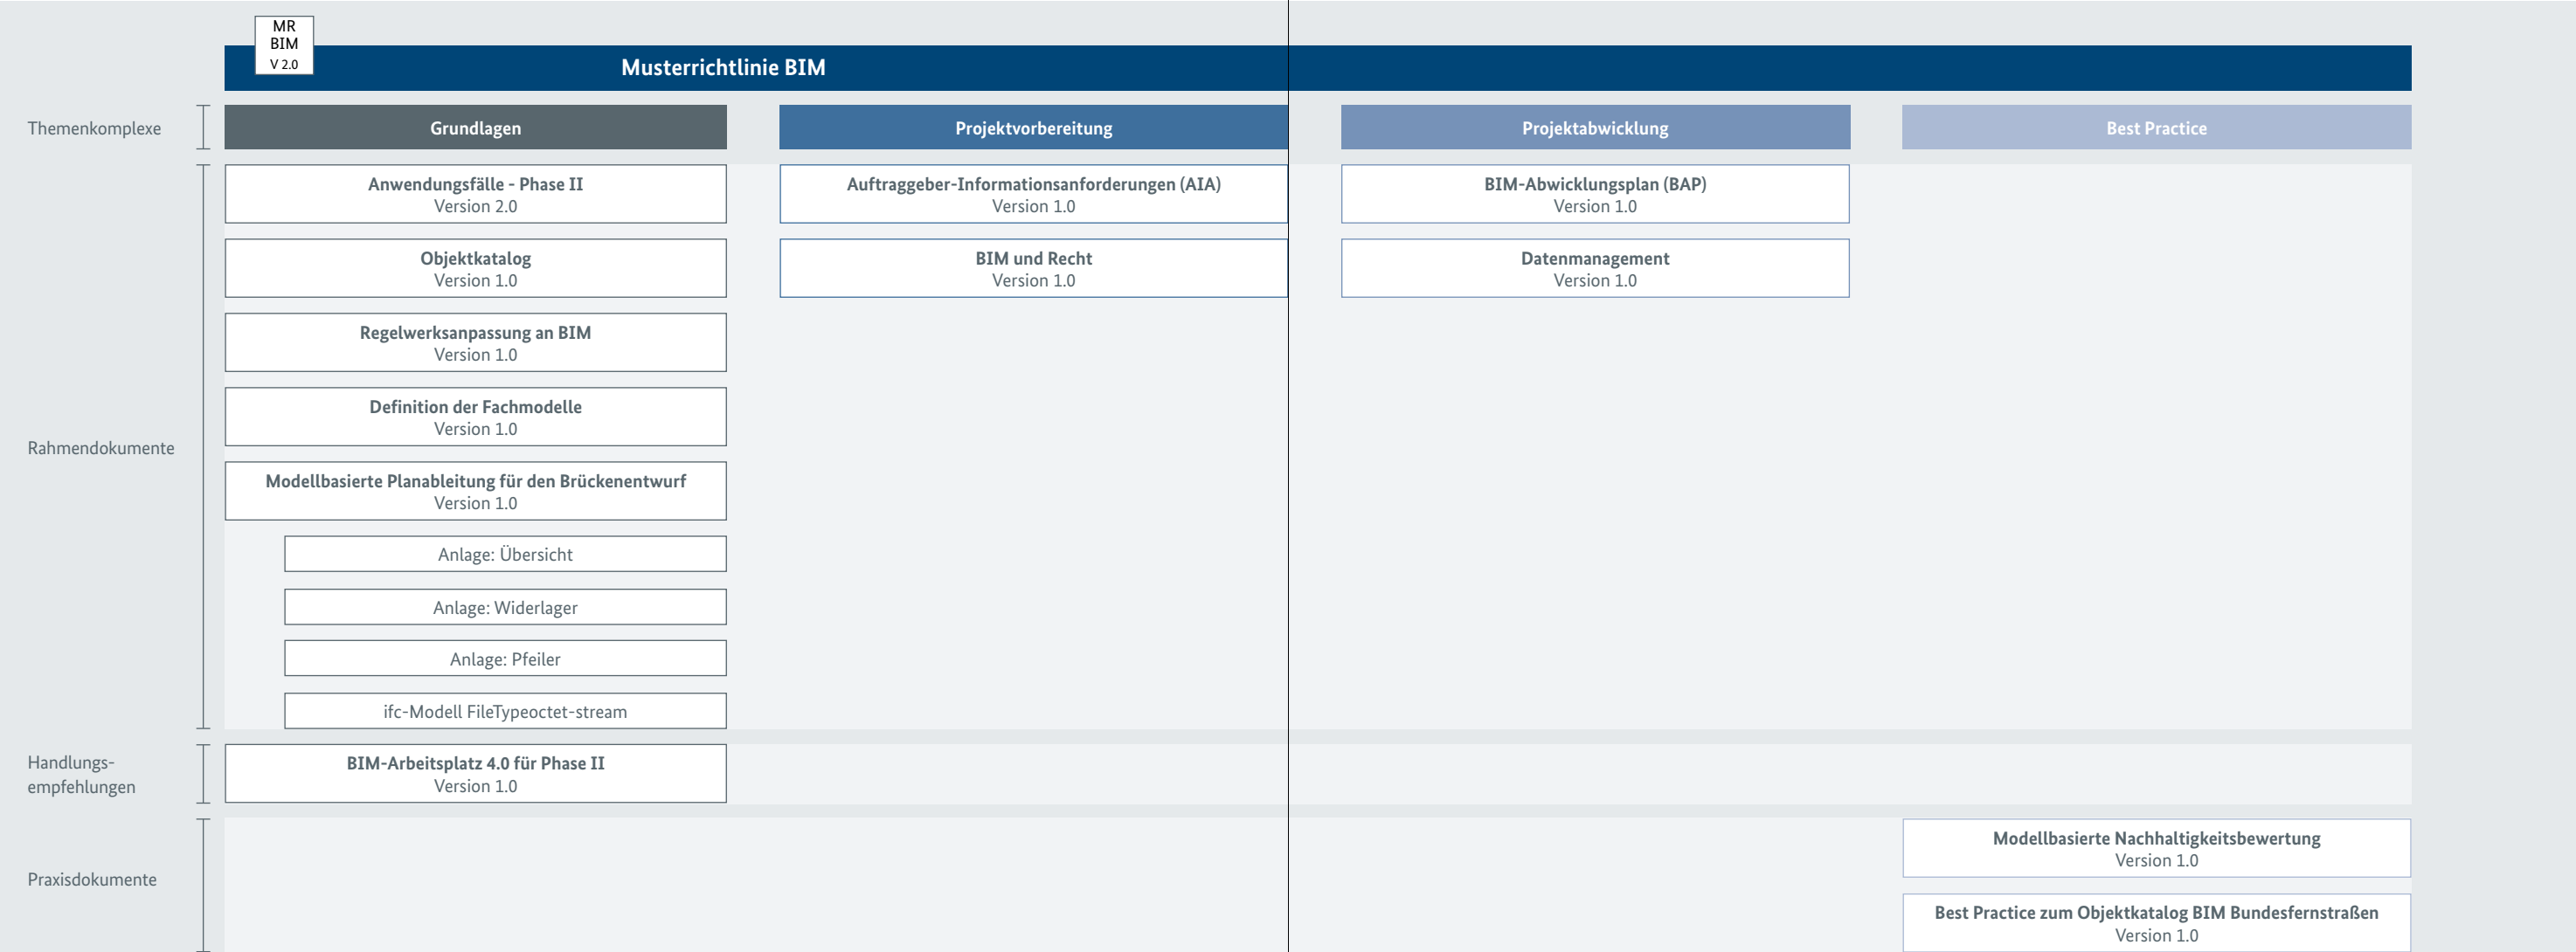 MR
BIM
V 2.0
Musterrichtlinie BIM
Themenkomplexe
Grundlagen
Projektvorbereitung
Projektabwicklung
Best Practice
Rahmendokumente
Anwendungsfälle - Phase II
Version 2.0
Auftraggeber-Informationsanforderungen (AIA)
Version 1.0
BIM-Abwicklungsplan (BAP)
Version 1.0
Objektkatalog
Version 1.0
BIM und Recht
Version 1.0
Datenmanagement
Version 1.0
Regelwerksanpassung an BIM
Version 1.0
Definition der Fachmodelle
Version 1.0
Modellbasierte Planableitung für den Brückenentwurf
Version 1.0
Anlage: Übersicht
Anlage: Widerlager
Anlage: Pfeiler
ifc-Modell FileTypeoctet-stream
Handlungs-
empfehlungen
BIM-Arbeitsplatz 4.0 für Phase II
Version 1.0
Praxisdokumente
Modellbasierte Nachhaltigkeitsbewertung
Version 1.0
Best Practice zum Objektkatalog BIM Bundesfernstraßen
Version 1.0